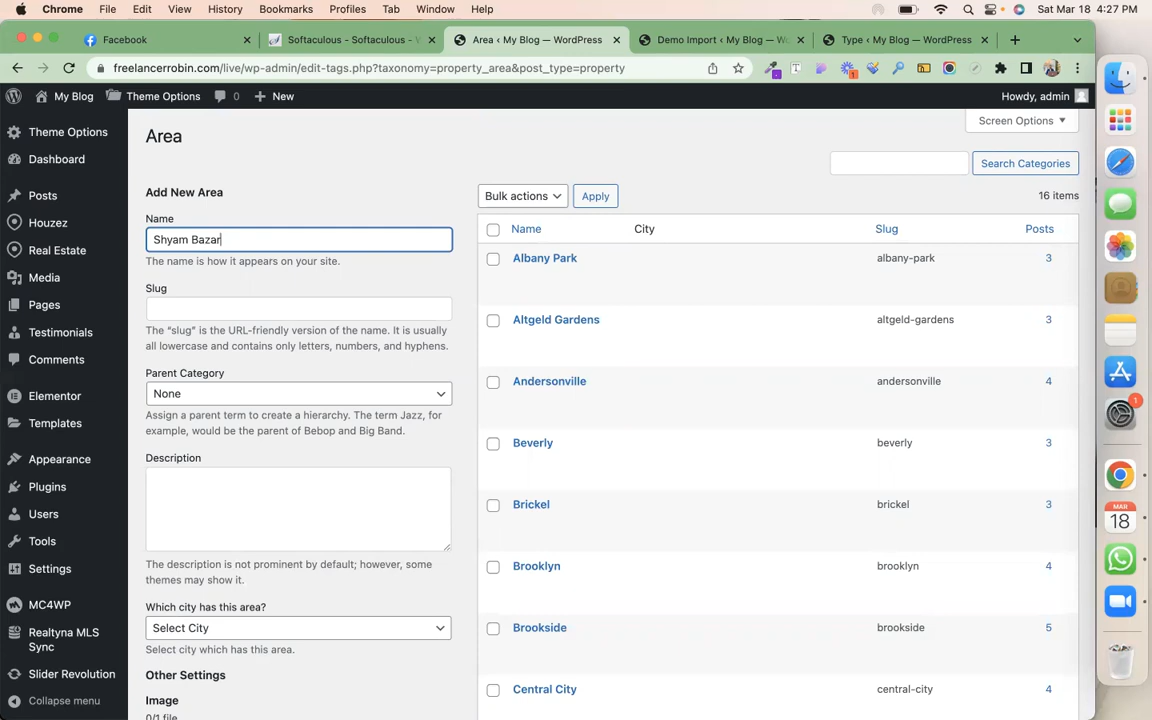 Chrome File Edit View History Bookmarks Profiles Tab Window Help Sat Mar 18 4:27 PM
Facebook
Softaculous - Softaculous - V
Area ‹ My Blog — WordPress
Demo Import ‹ My Blog — W
Type ‹ My Blog — WordPress
freelancerrobin.com/live/wp-admin/edit-tags.php?taxonomy=property_area&post_type=property
My Blog Theme Options 0 New Howdy, admin
Theme Options
Dashboard
Posts
Houzez
Real Estate
Media
Pages
Testimonials
Comments
Elementor
Templates
Appearance
Plugins
Users
Tools
Settings
MC4WP
Realtyna MLS
Sync
Slider Revolution
Collapse menu
Area
Screen Options
Search Categories
Add New Area
Name
Shyam Bazar
The name is how it appears on your site.
Slug
The “slug” is the URL-friendly version of the name. It is usually
all lowercase and contains only letters, numbers, and hyphens.
Parent Category
None
Assign a parent term to create a hierarchy. The term Jazz, for
example, would be the parent of Bebop and Big Band.
Description
The description is not prominent by default; however, some
themes may show it.
Which city has this area?
Select City
Select city which has this area.
Other Settings
Image
0/1 file
Bulk actions Apply 16 items
Name City Slug Posts
Albany Park albany-park 3
Altgeld Gardens altgeld-gardens 3
Andersonville andersonville 4
Beverly beverly 3
Brickel brickel 3
Brooklyn brooklyn 4
Brookside brookside 5
Central City central-city 4
1
MAR
18